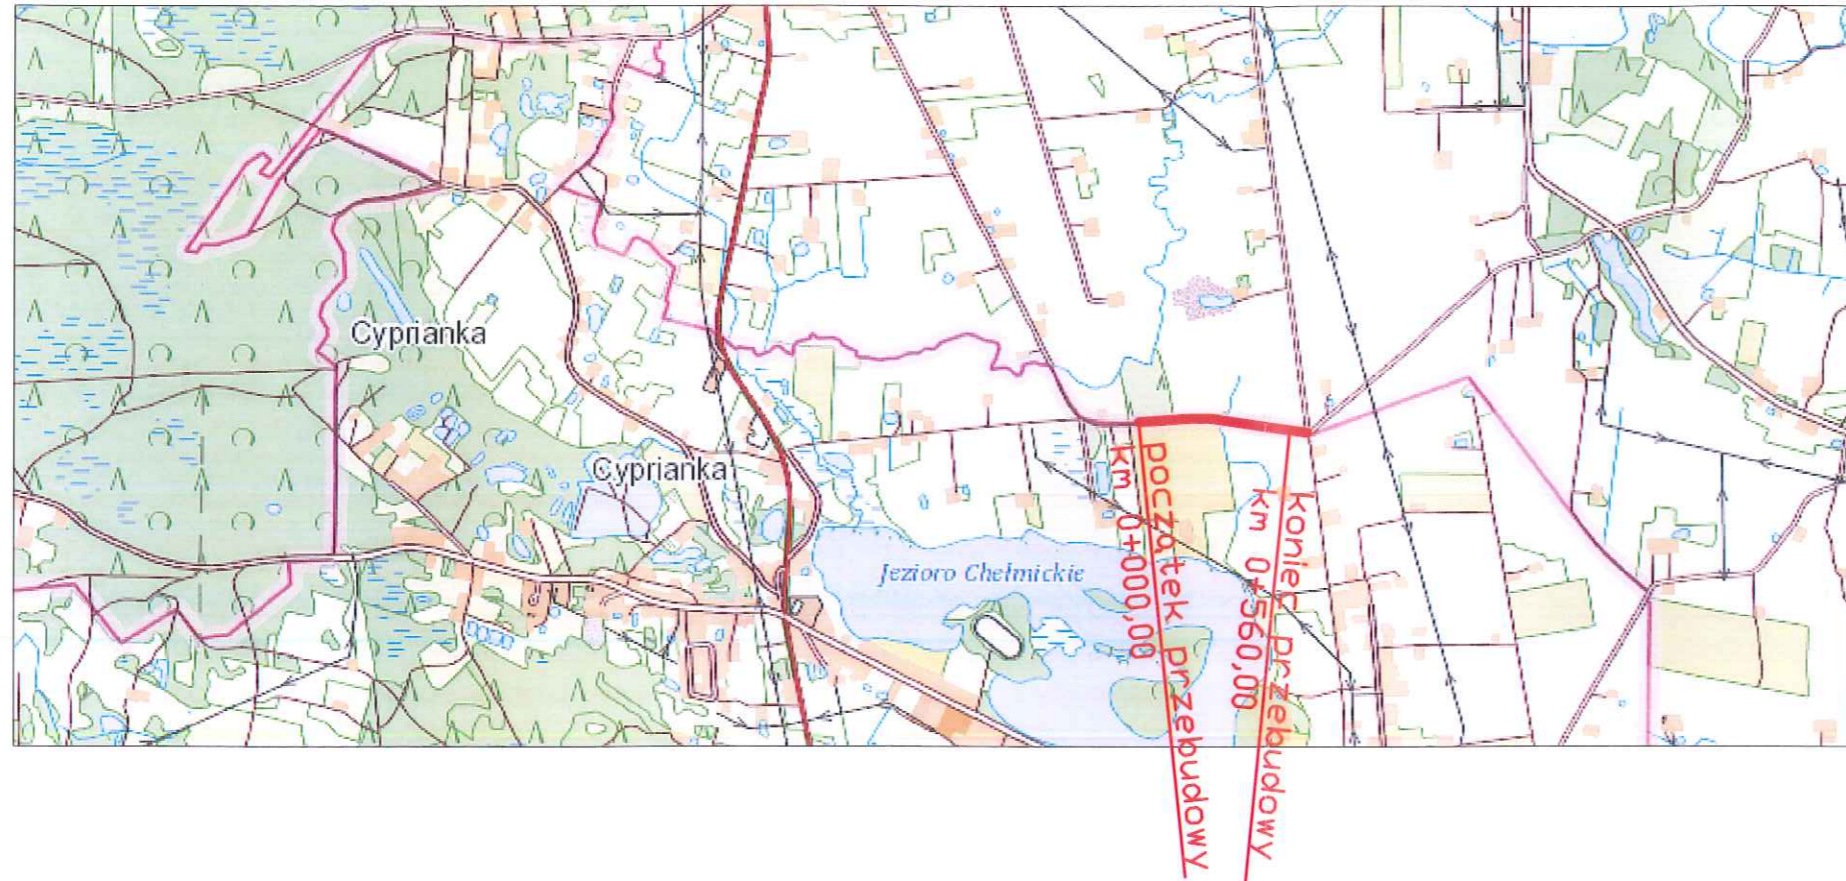 Cyprianka
Cyprianka
Jezioro Chełmickie
początek przebudowy
km 0+000,00
koniec przebudowy
km 0+560,00